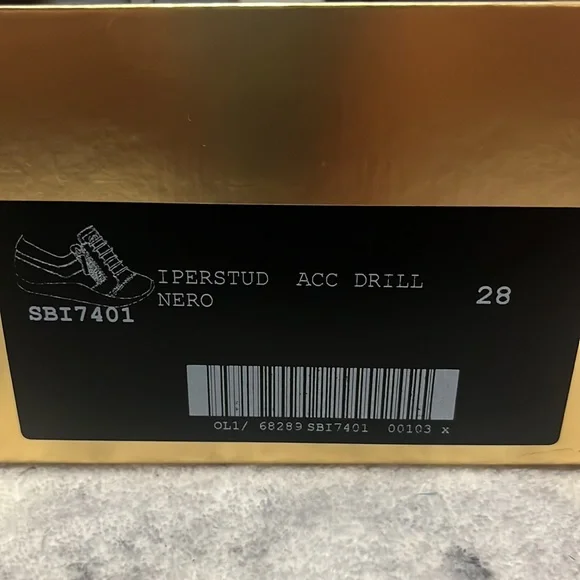 IPERSTUD ACC DRILL
NERO
28
SBI7401
OL1/ 68289 SBI7401 00103 x